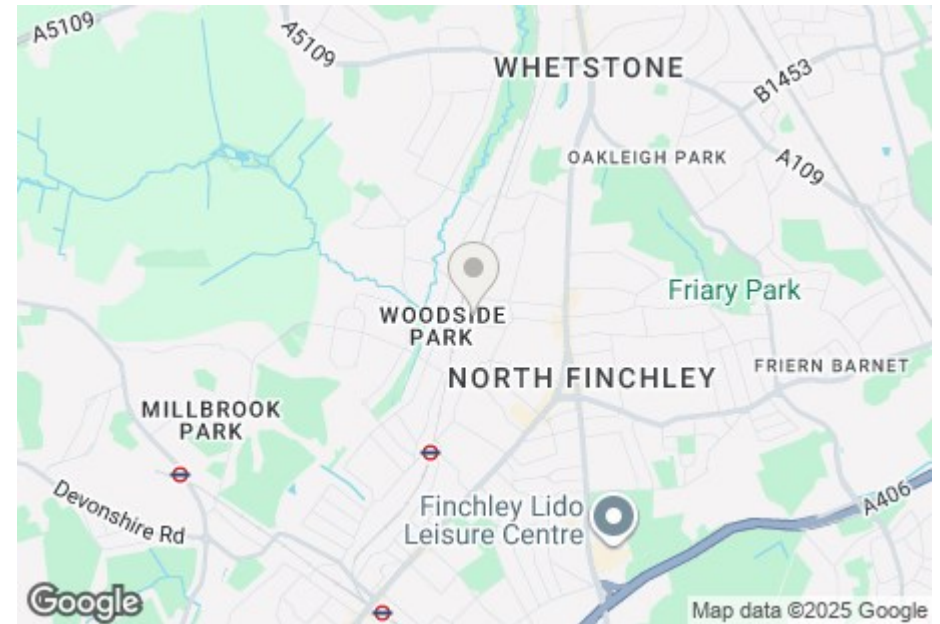 A5109
A5109
WHETSTONE
B1453
OAKLEIGH PARK
A109
Friary Park
WOODSIDE
PARK
NORTH FINCHLEY
FRIERN BARNET
MILLBROOK
PARK
Devonshire Rd
Finchley Lido
Leisure Centre
A406
Google
Map data ©2025 Google